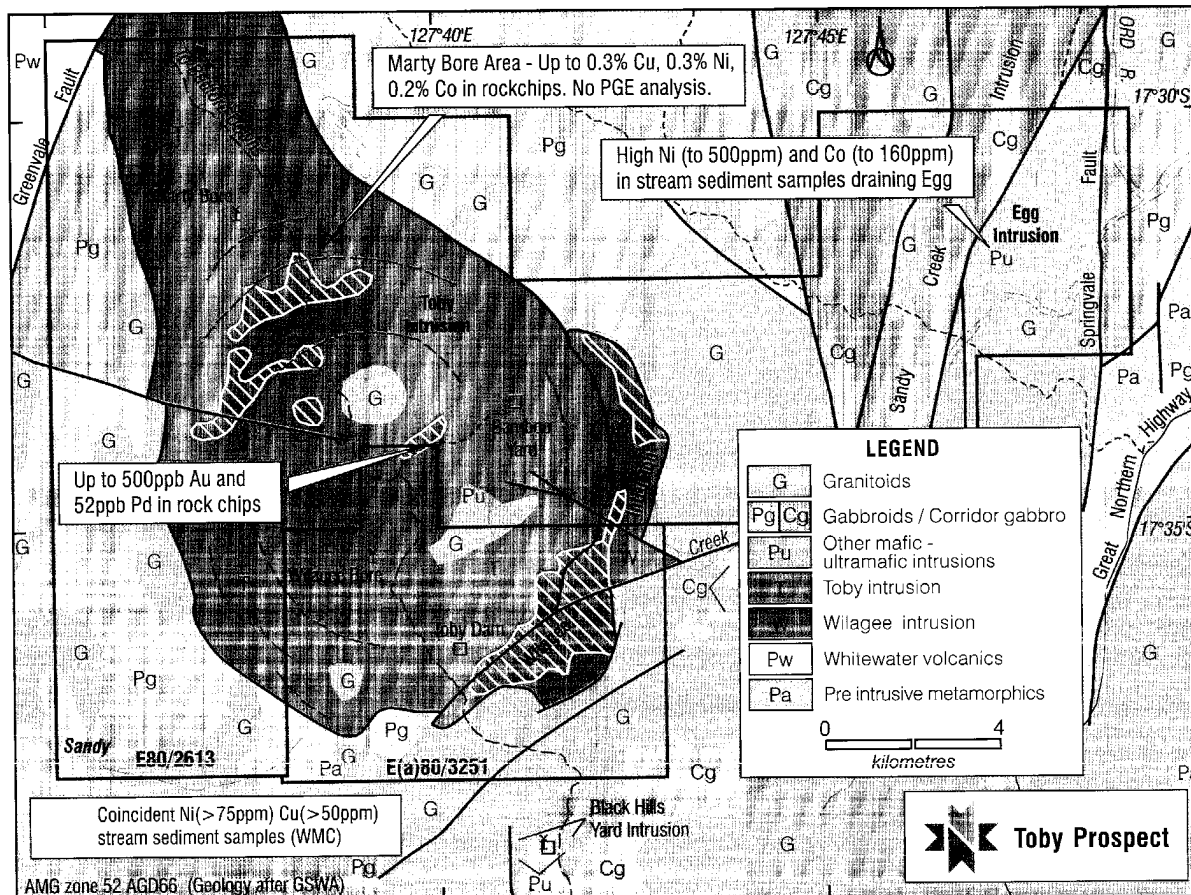 127°40'E
127°45'E
17°30'S
17°35'S
Pw
Greenvale
Fault
Marty Bore Area - Up to 0.3% Cu, 0.3% Ni,
0.2% Co in rockchips. No PGE analysis.
High Ni (to 500ppm) and Co (to 160ppm)
in stream sediment samples draining Egg
Intrusion
ORD R.
G
Cg
Pg
Egg
Intrusion
Pu
Sandy
Creek
Springvale
Fault
Toby
Intrusion
Up to 500ppb Au and
52ppb Pd in rock chips
Pa
Great
Northern
Highway
Creek
Toby Dam
LEGEND
G Granitoids
Pg Cg Gabbroids / Corridor gabbro
Pu Other mafic -
ultramafic intrusions
T Toby intrusion
W Wilagee intrusion
Pw Whitewater volcanics
Pa Pre intrusive metamorphics
0 4
kilometres
Sandy
E80/2613
E(a)80/3251
Coincident Ni(>75ppm) Cu(>50ppm)
stream sediment samples (WMC)
Black Hills
Yard Intrusion
Toby Prospect
AMG zone 52 AGD66 (Geology after GSWA)